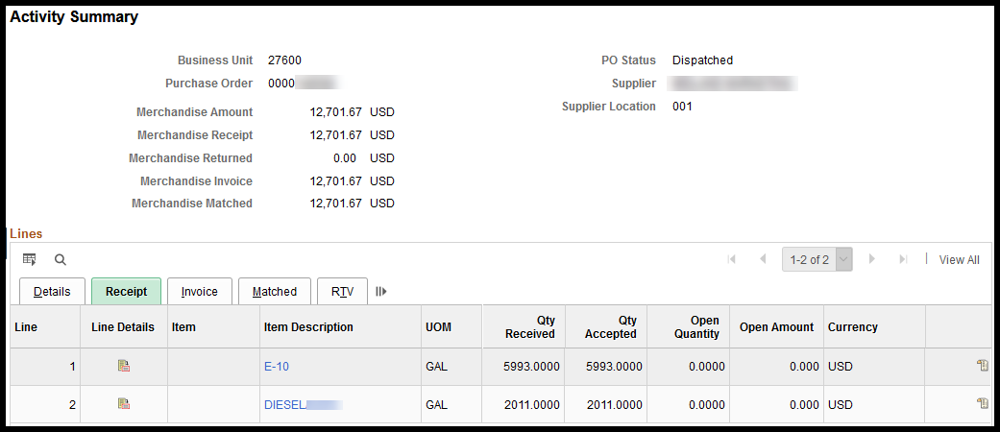 Activity Summary
Business Unit 27600 PO Status Dispatched
Purchase Order 0000 Supplier
Supplier Location 001
Merchandise Amount 12,701.67 USD
Merchandise Receipt 12,701.67 USD
Merchandise Returned 0.00 USD
Merchandise Invoice 12,701.67 USD
Merchandise Matched 12,701.67 USD
Lines
1-2 of 2 View All
Details Receipt Invoice Matched RTV
Line Line Details Item Item Description UOM Qty Received Qty Accepted Open Quantity Open Amount Currency
1 E-10 GAL 5993.0000 5993.0000 0.0000 0.000 USD
2 DIESEL GAL 2011.0000 2011.0000 0.0000 0.000 USD